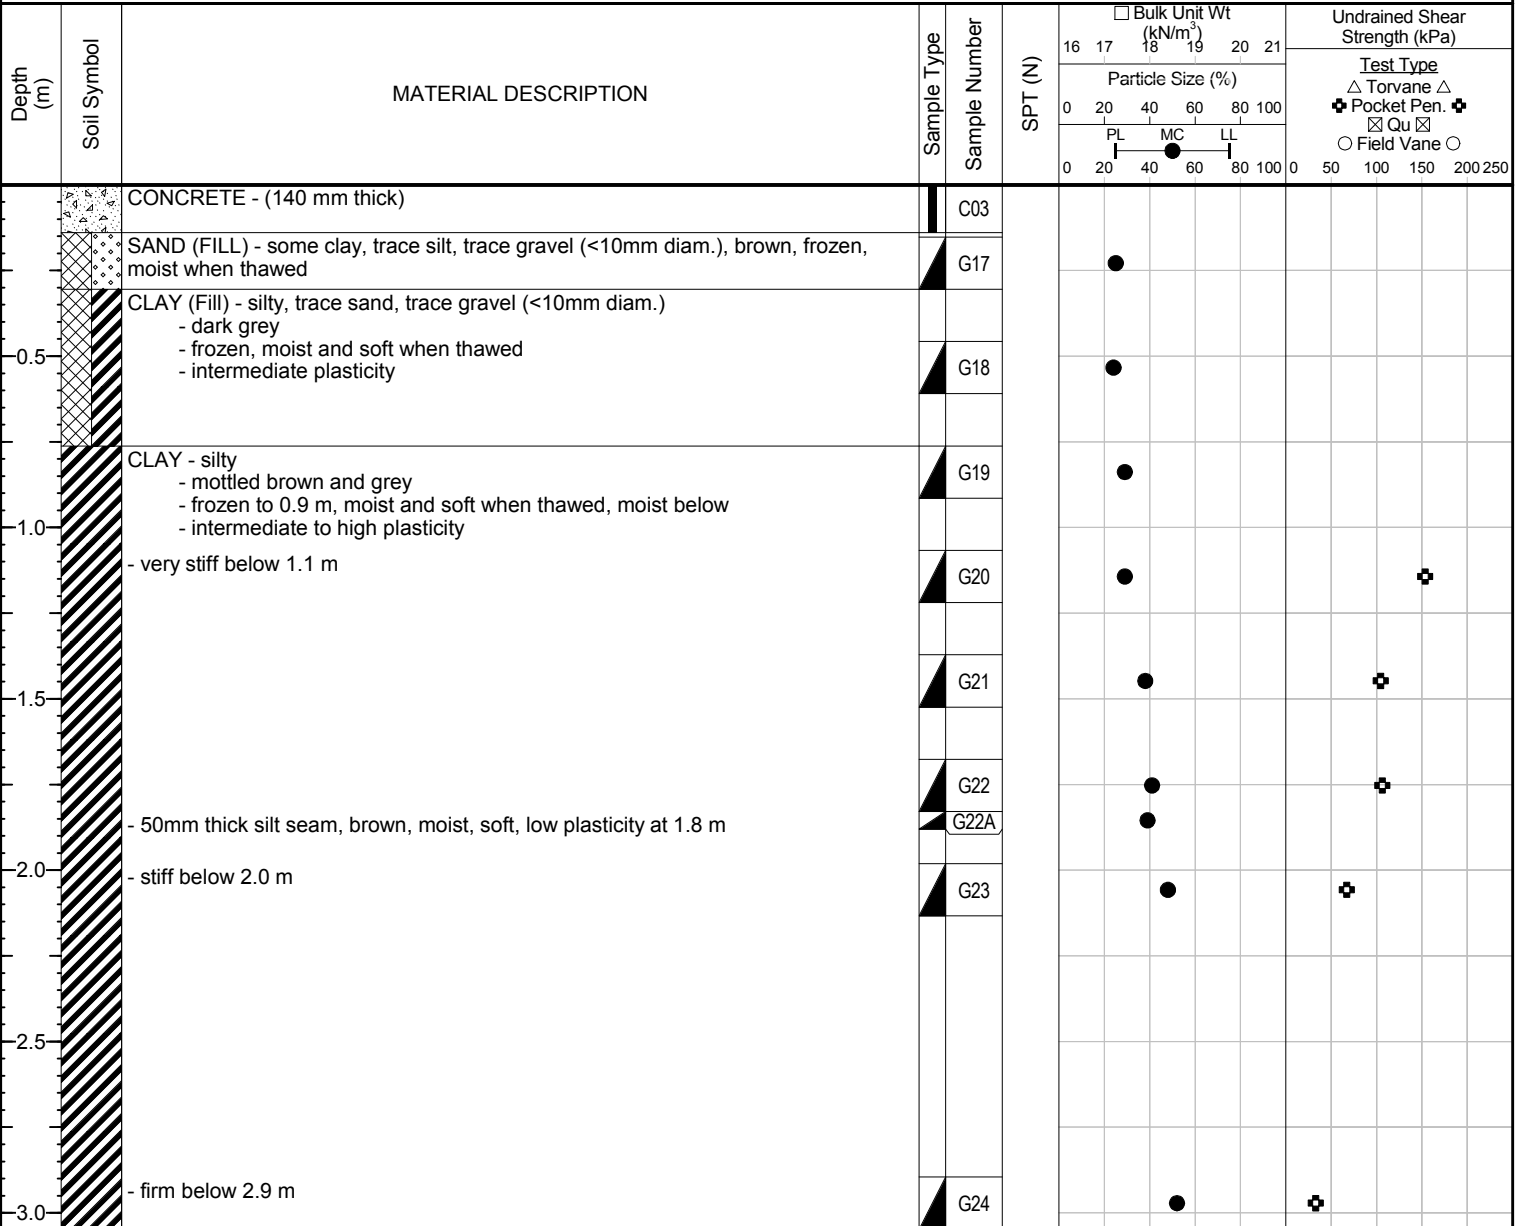 Depth
(m)
Soil Symbol
MATERIAL DESCRIPTION
Sample Type
Sample Number
SPT (N)
□ Bulk Unit Wt
(kN/m³)
16 17 18 19 20 21
Particle Size (%)
0 20 40 60 80 100
PL MC LL
0 20 40 60 80 100
Undrained Shear
Strength (kPa)
Test Type
△ Torvane △
Pocket Pen.
☒ Qu ☒
○ Field Vane ○
0 50 100 150 200 250
CONCRETE - (140 mm thick)
C03
SAND (FILL) - some clay, trace silt, trace gravel (<10mm diam.), brown, frozen,
moist when thawed
G17
CLAY (Fill) - silty, trace sand, trace gravel (<10mm diam.)
- dark grey
- frozen, moist and soft when thawed
- intermediate plasticity
0.5
G18
CLAY - silty
- mottled brown and grey
- frozen to 0.9 m, moist and soft when thawed, moist below
- intermediate to high plasticity
G19
1.0
- very stiff below 1.1 m
G20
G21
1.5
G22
- 50mm thick silt seam, brown, moist, soft, low plasticity at 1.8 m
G22A
2.0
- stiff below 2.0 m
G23
2.5
- firm below 2.9 m
G24
3.0